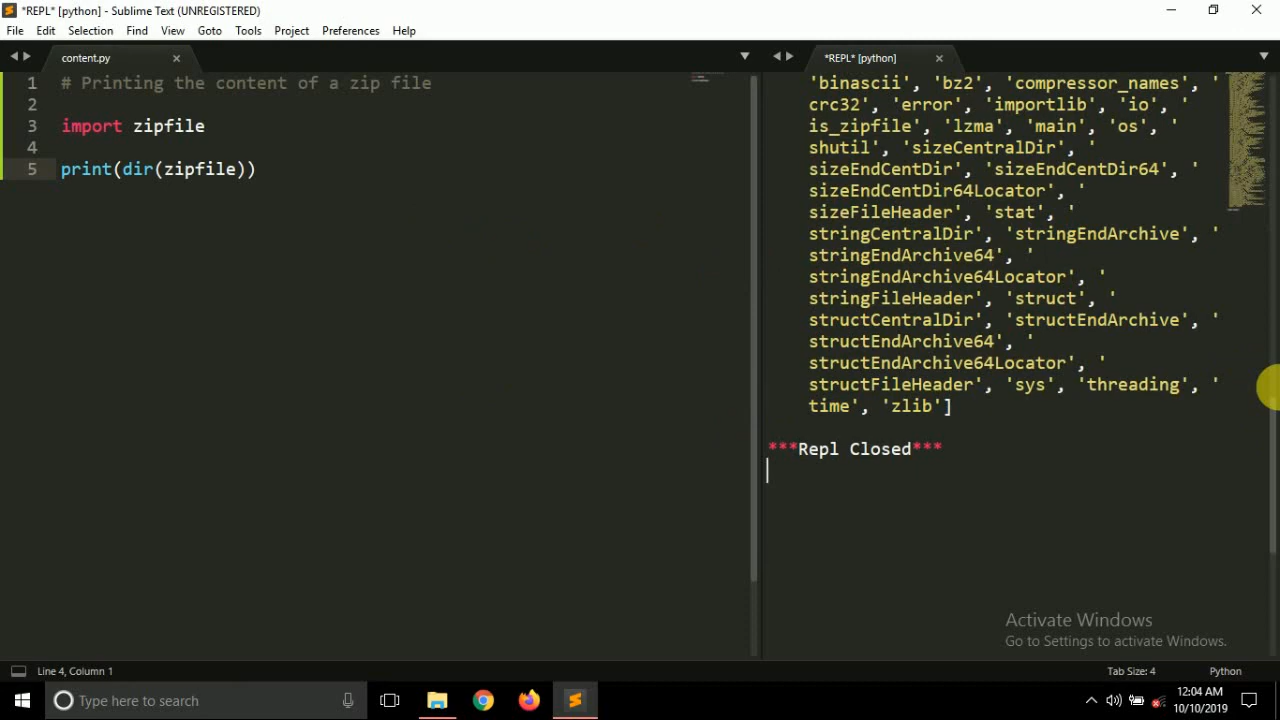 *REPL* [python] - Sublime Text (UNREGISTERED)
File Edit Selection Find View Goto Tools Project Preferences Help
content.py
1 # Printing the content of a zip file
2
3 import zipfile
4
5 print(dir(zipfile))
*REPL* [python]
'binascii', 'bz2', 'compressor_names', '
crc32', 'error', 'importlib', 'io', '
is_zipfile', 'lzma', 'main', 'os', '
shutil', 'sizeCentralDir', '
sizeEndCentDir', 'sizeEndCentDir64', '
sizeEndCentDir64Locator', '
sizeFileHeader', 'stat', '
stringCentralDir', 'stringEndArchive', '
stringEndArchive64', '
stringEndArchive64Locator', '
stringFileHeader', 'struct', '
structCentralDir', 'structEndArchive', '
structEndArchive64', '
structEndArchive64Locator', '
structFileHeader', 'sys', 'threading', '
time', 'zlib']
***Repl Closed***
Activate Windows
Go to Settings to activate Windows.
Line 4, Column 1
Tab Size: 4
Python
Type here to search
12:04 AM
10/10/2019